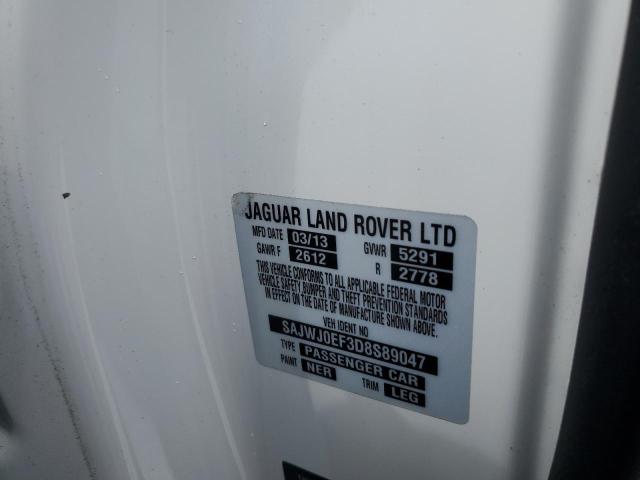 JAGUAR LAND ROVER LTD
MFD DATE 03/13 GVWR 5291
GAWR F 2612 R 2778
THIS VEHICLE CONFORMS TO ALL APPLICABLE FEDERAL MOTOR
VEHICLE SAFETY BUMPER AND THEFT PREVENTION STANDARDS
IN EFFECT ON THE DATE OF MANUFACTURE SHOWN ABOVE.
VEH IDENT NO
SAJWJ0EF3D8S89047
TYPE PASSENGER CAR
PAINT NER TRIM LEG